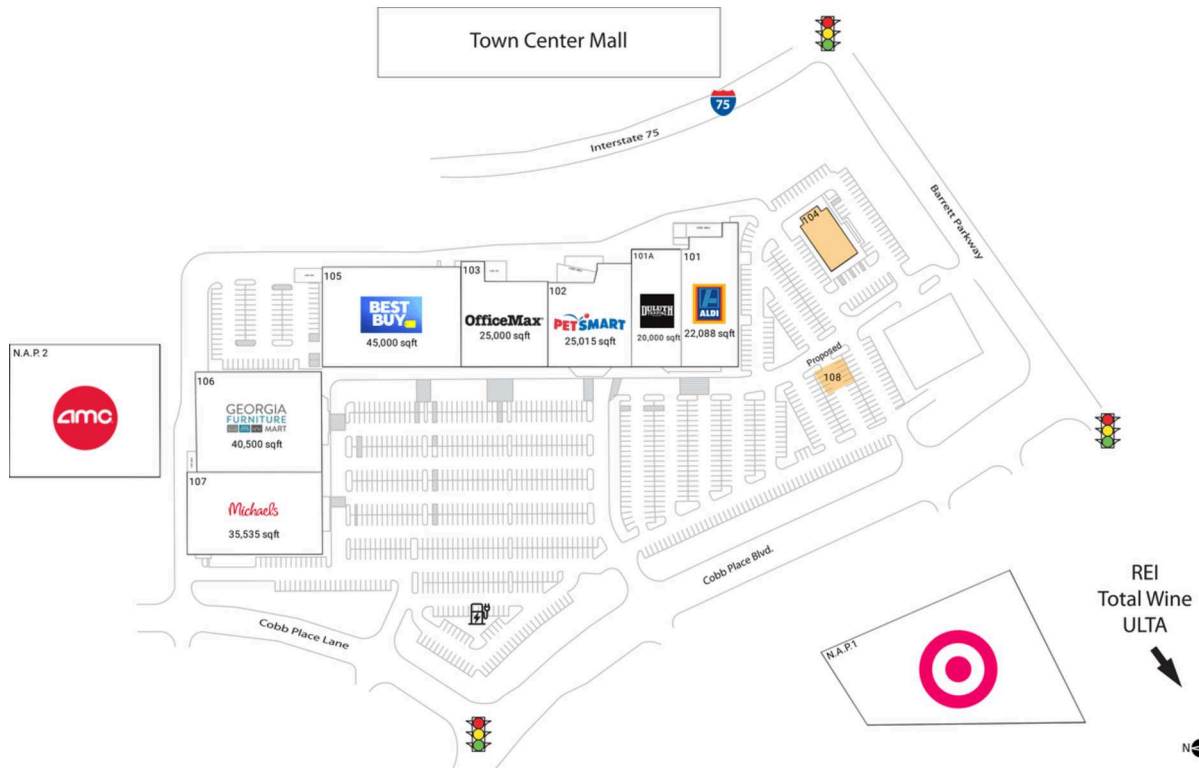 Town Center Mall
75
Interstate 75
Barrett Parkway
104
101A
101
105
103
102
BEST
BUY
45,000 sqft
OfficeMax
25,000 sqft
PETSMART
25,015 sqft
DULUTH
20,000 sqft
ALDI
22,088 sqft
Proposed
108
N.A.P.2
amc
106
GEORGIA
FURNITURE
MART
40,500 sqft
107
Michaels
35,535 sqft
Cobb Place Blvd.
Cobb Place Lane
REI
Total Wine
ULTA
N.A.P.1
N